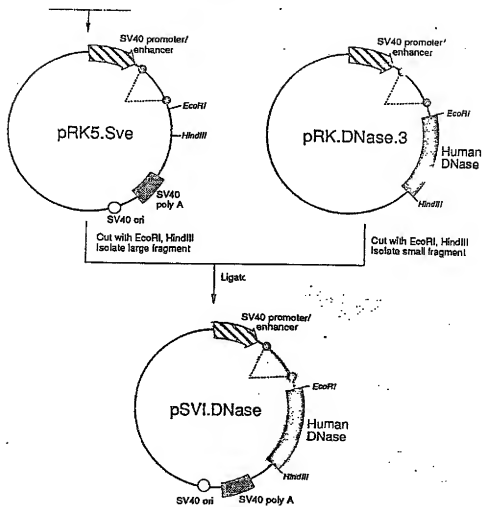 SV40 promoter/
enhancer
EcoRI
pRK5.Sve
HindIII
SV40
poly A
SV40 ori
Cut with EcoRI, HindIII
Isolate large fragment
SV40 promoter/
enhancer
EcoRI
pRK.DNase.3
Human
DNase
HindIII
Cut with EcoRI, HindIII
Isolate small fragment
Ligate
SV40 promoter/
enhancer
EcoRI
pSVI.DNase
Human
DNase
HindIII
SV40 ori
SV40 poly A